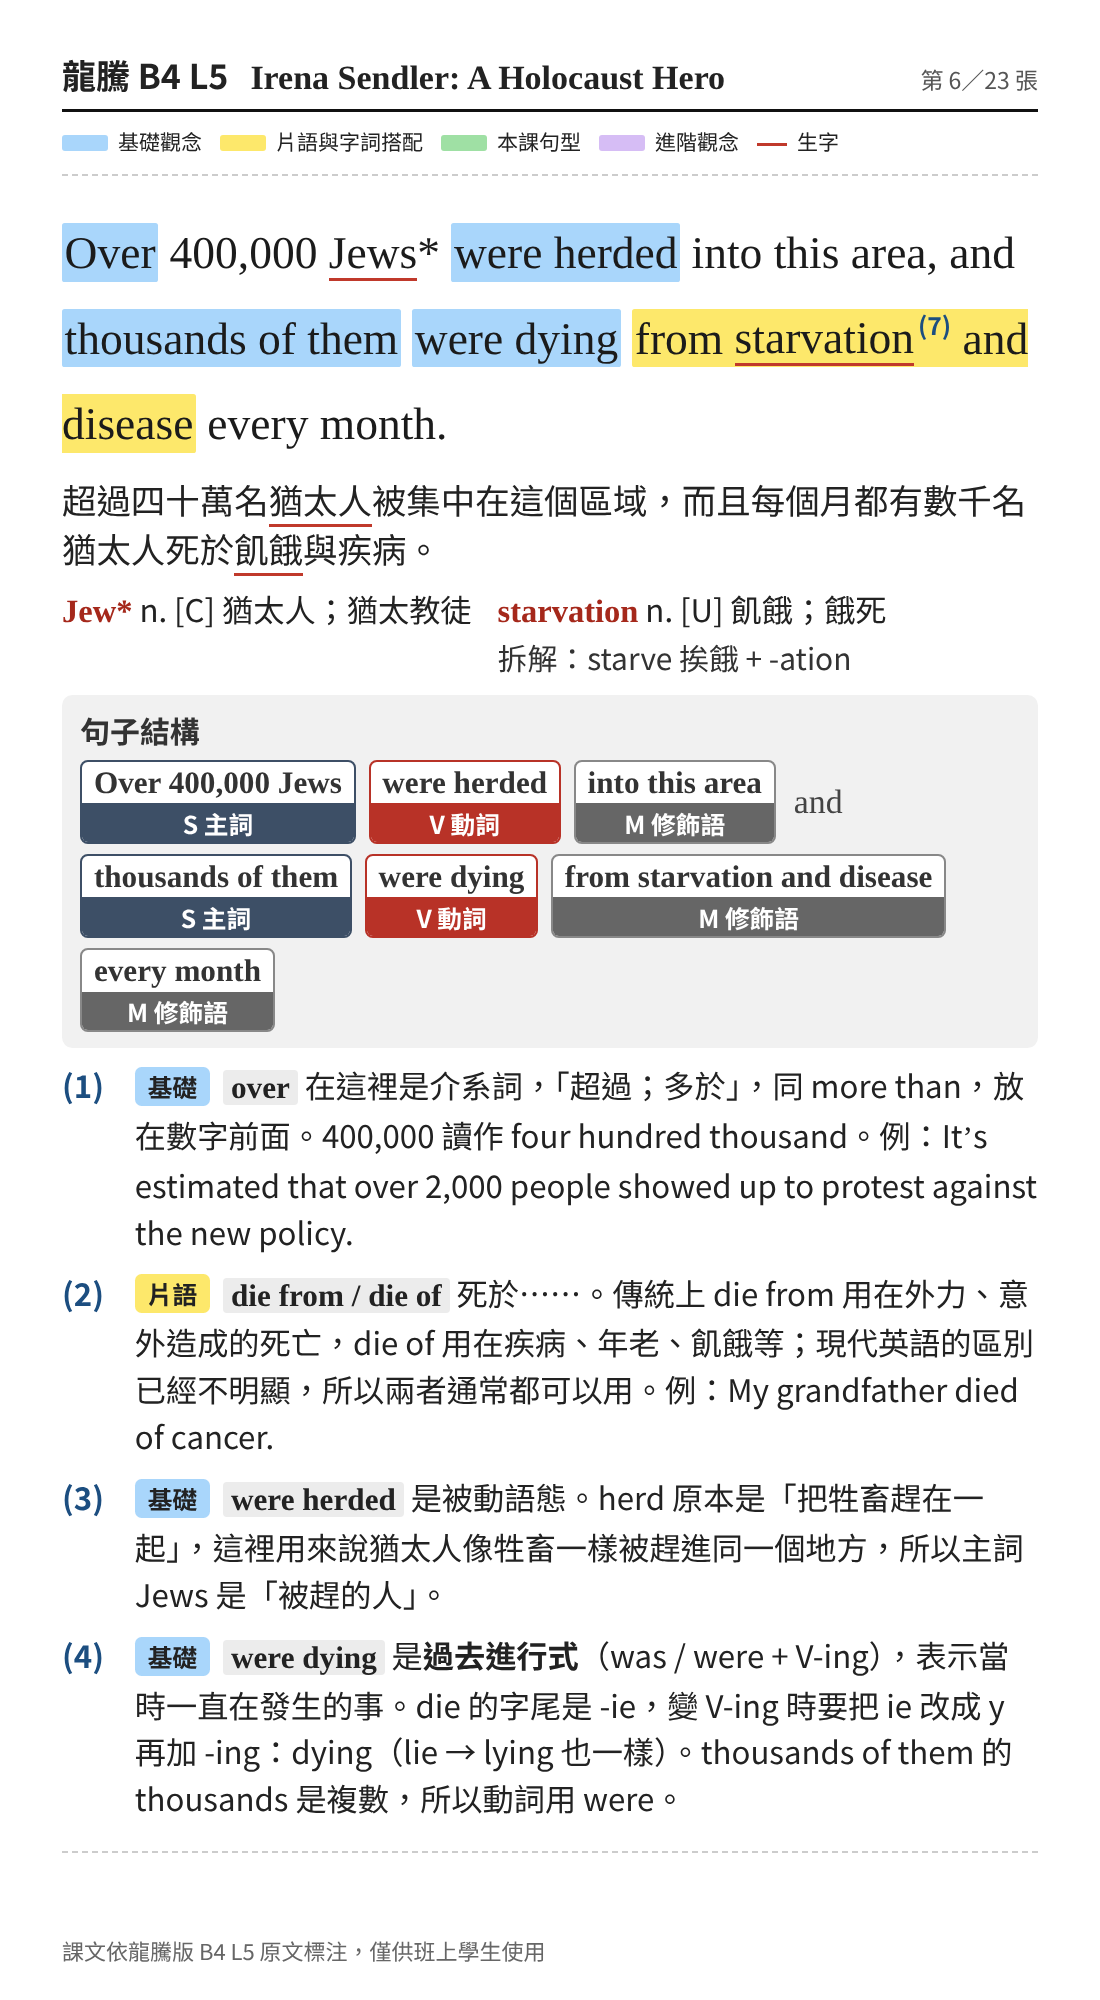 龍騰 B4 L5 Irena Sendler: A Holocaust Hero 第 6／23 張
基礎觀念 片語與字詞搭配 本課句型 進階觀念 生字
Over 400,000 Jews* were herded into this area, and
thousands of them were dying from starvation(7) and
disease every month.
超過四十萬名猶太人被集中在這個區域，而且每個月都有數千名
猶太人死於飢餓與疾病。
Jew* n. [C] 猶太人；猶太教徒 starvation n. [U] 飢餓；餓死
拆解：starve 挨餓 + -ation
句子結構
Over 400,000 Jews were herded into this area and
S 主詞 V 動詞 M 修飾語
thousands of them were dying from starvation and disease
S 主詞 V 動詞 M 修飾語
every month
M 修飾語
(1) 基礎 over 在這裡是介系詞，「超過；多於」，同 more than，放
在數字前面。400,000 讀作 four hundred thousand。例：It’s
estimated that over 2,000 people showed up to protest against
the new policy.
(2) 片語 die from / die of 死於⋯⋯。傳統上 die from 用在外力、意
外造成的死亡，die of 用在疾病、年老、飢餓等；現代英語的區別
已經不明顯，所以兩者通常都可以用。例：My grandfather died
of cancer.
(3) 基礎 were herded 是被動語態。herd 原本是「把牲畜趕在一
起」，這裡用來說猶太人像牲畜一樣被趕進同一個地方，所以主詞
Jews 是「被趕的人」。
(4) 基礎 were dying 是過去進行式（was / were + V-ing），表示當
時一直在發生的事。die 的字尾是 -ie，變 V-ing 時要把 ie 改成 y
再加 -ing：dying（lie → lying 也一樣）。thousands of them 的
thousands 是複數，所以動詞用 were。
課文依龍騰版 B4 L5 原文標注，僅供班上學生使用